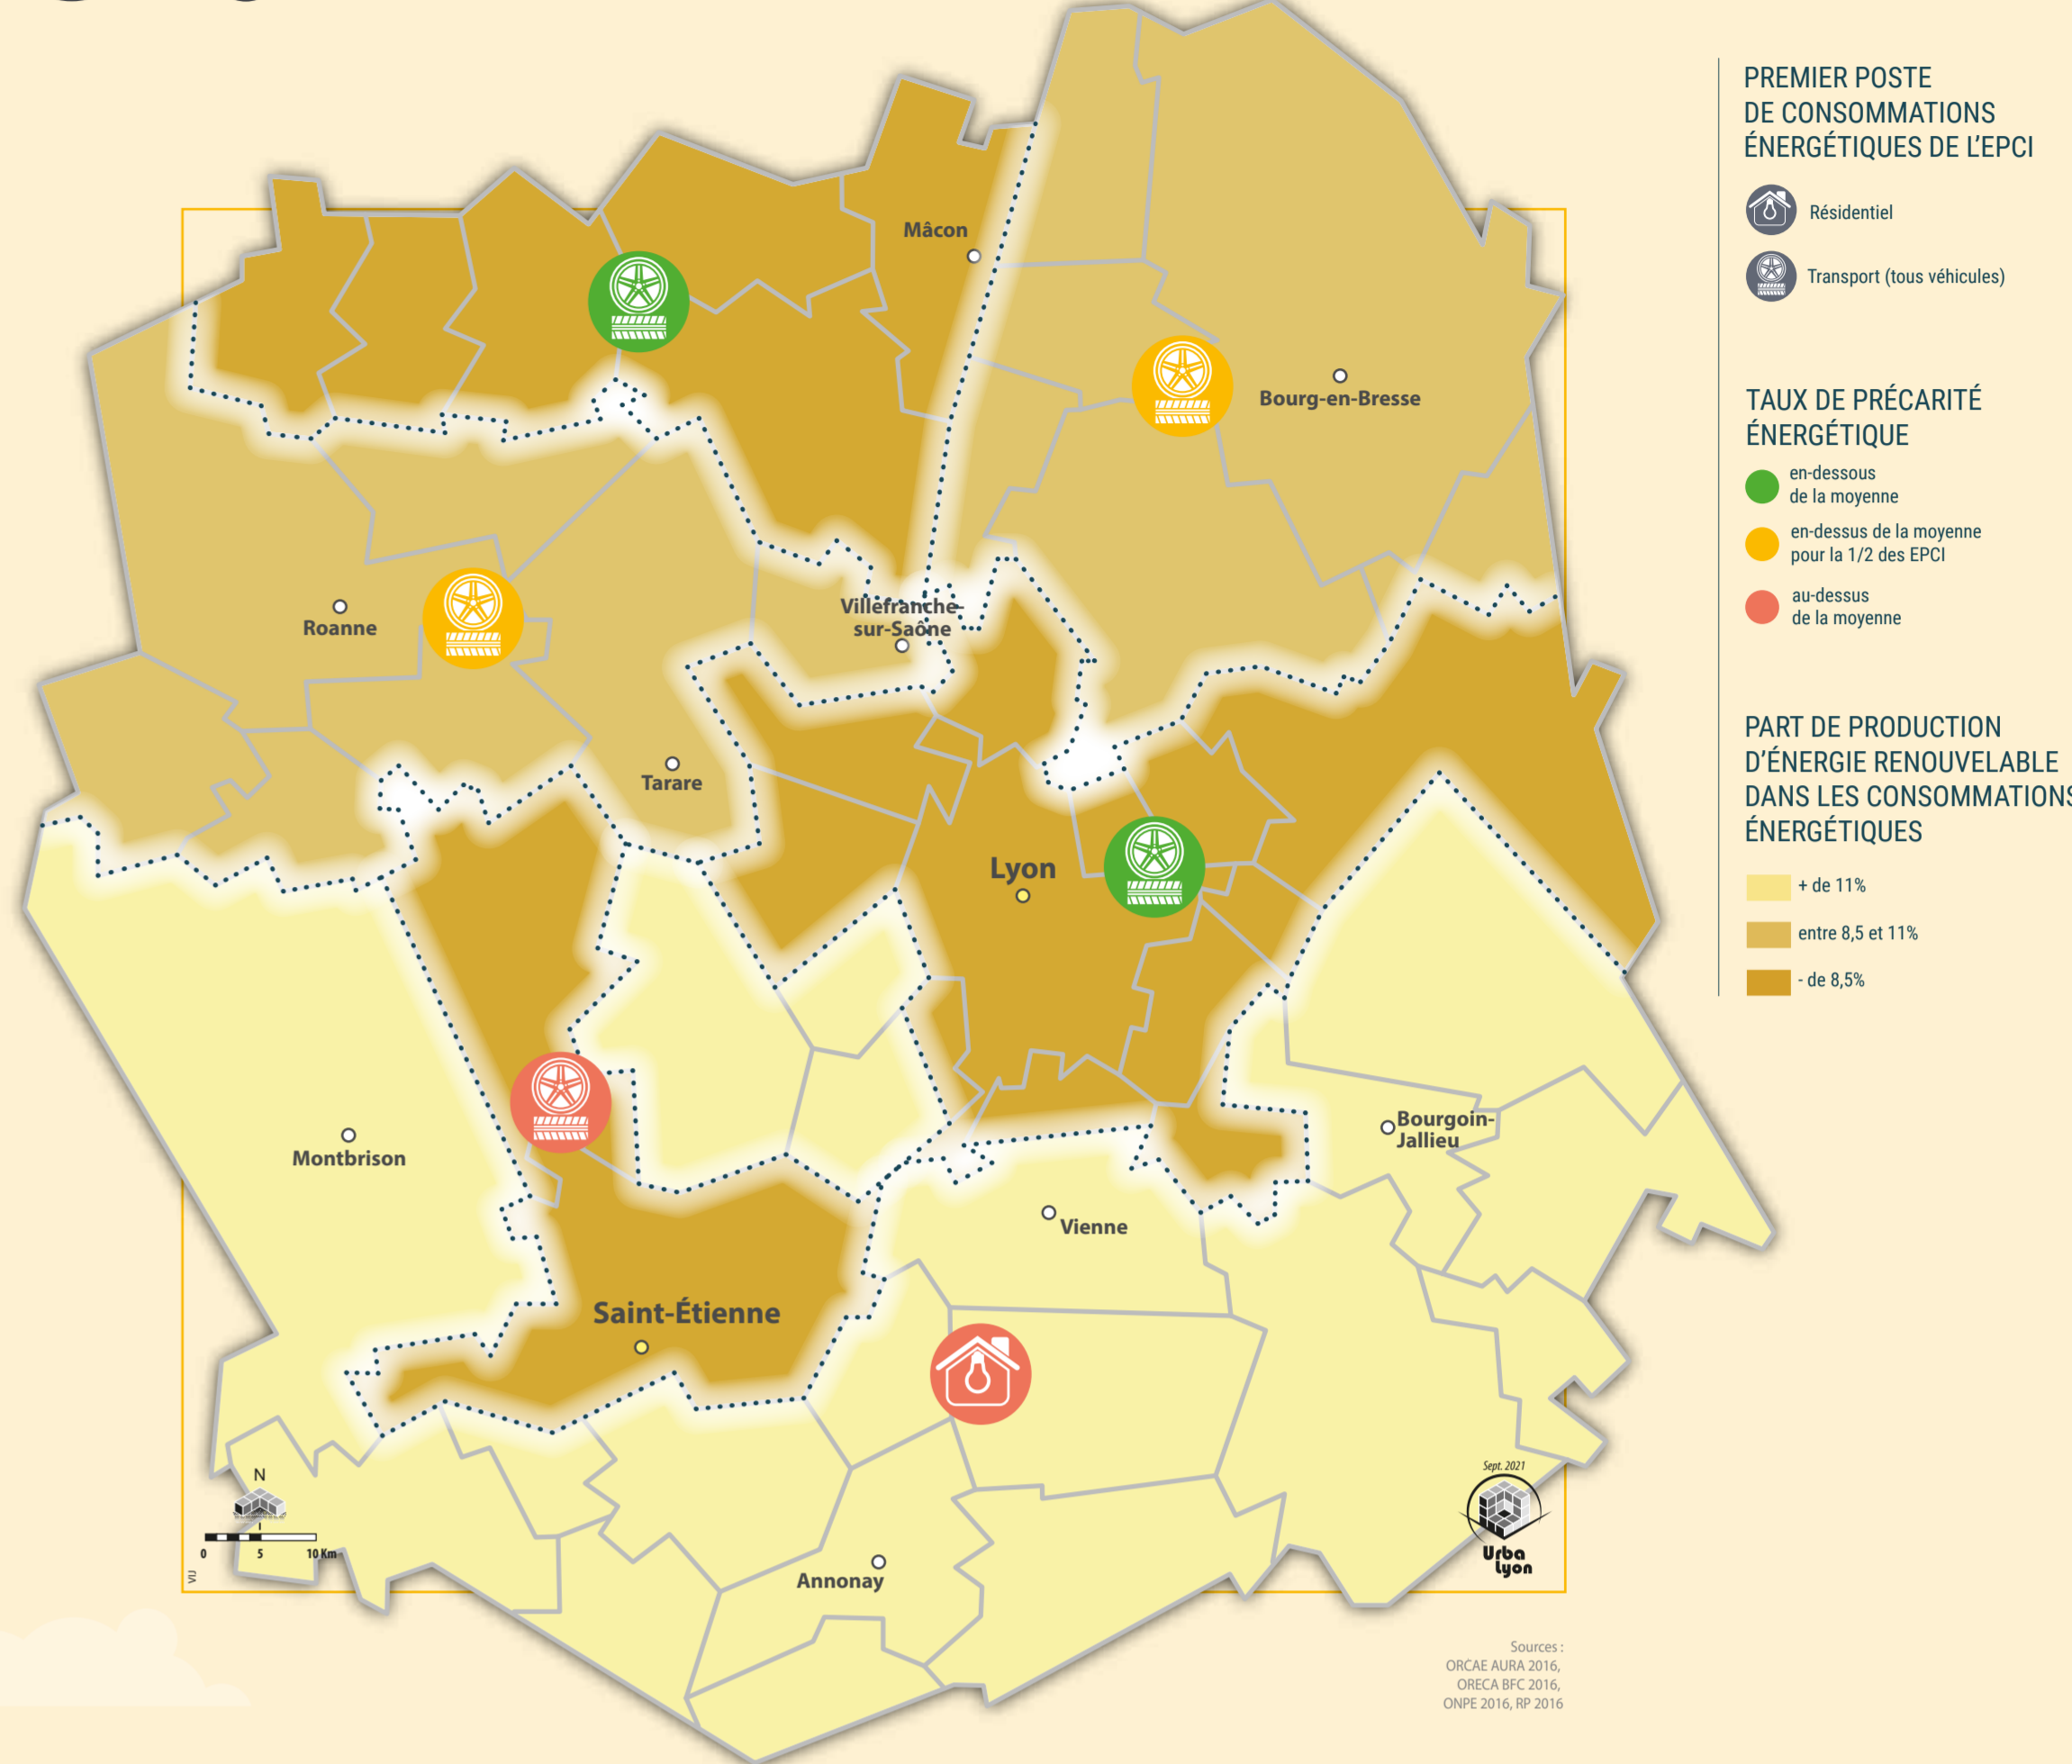 Mâcon
Bourg-en-Bresse
Villefranche-
sur-Saône
Roanne
Tarare
Lyon
Montbrison
Bourgoin-
Jallieu
Vienne
Saint-Étienne
Annonay
N
0 5 10 Km
VIJ
Sept. 2021
Urba
Lyon
Sources :
ORCAE AURA 2016,
ORECA BFC 2016,
ONPE 2016, RP 2016
PREMIER POSTE
DE CONSOMMATIONS
ÉNERGÉTIQUES DE L'EPCI
Résidentiel
Transport (tous véhicules)
TAUX DE PRÉCARITÉ
ÉNERGÉTIQUE
en-dessous
de la moyenne
en-dessus de la moyenne
pour la 1/2 des EPCI
au-dessus
de la moyenne
PART DE PRODUCTION
D'ÉNERGIE RENOUVELABLE
DANS LES CONSOMMATIONS
ÉNERGÉTIQUES
+ de 11%
entre 8,5 et 11%
- de 8,5%